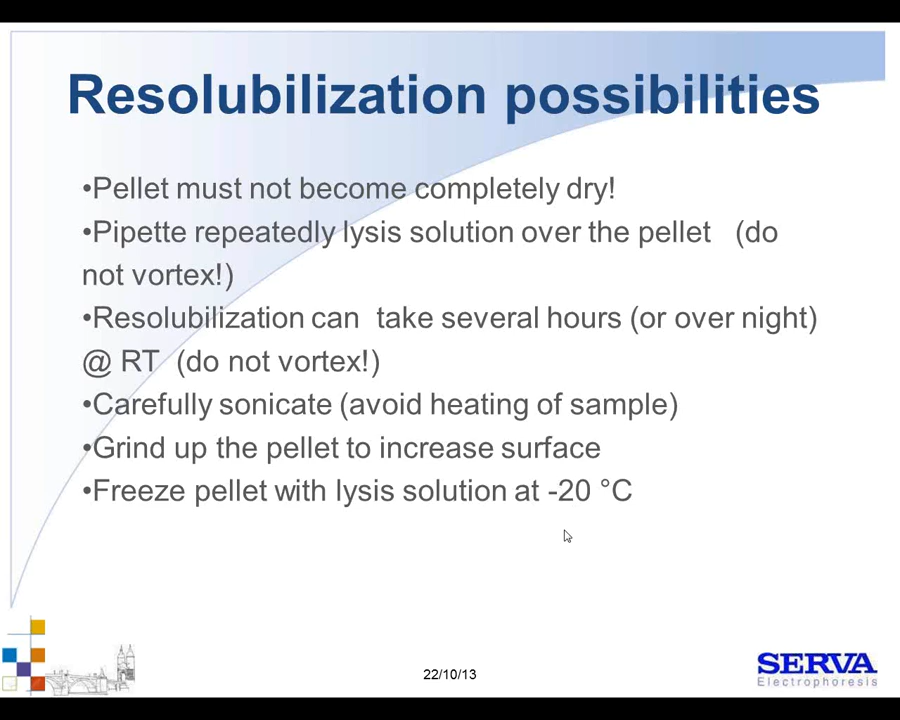 Resolubilization possibilities
•Pellet must not become completely dry!
•Pipette repeatedly lysis solution over the pellet (do
not vortex!)
•Resolubilization can take several hours (or over night)
@ RT (do not vortex!)
•Carefully sonicate (avoid heating of sample)
•Grind up the pellet to increase surface
•Freeze pellet with lysis solution at -20 °C
22/10/13
SERVA
Electrophoresis